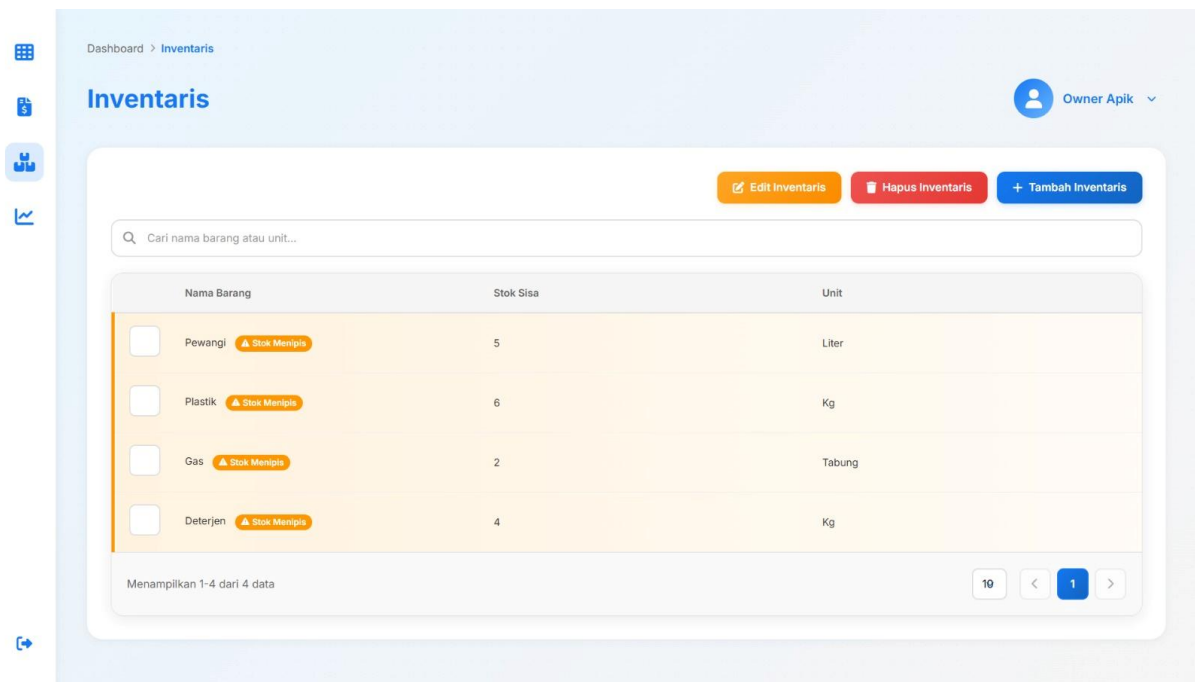 Dashboard > Inventaris
Inventaris
Owner Apik
Edit Inventaris Hapus Inventaris + Tambah Inventaris
Cari nama barang atau unit...
Nama Barang Stok Sisa Unit
Pewangi Stok Menipis 5 Liter
Plastik Stok Menipis 6 Kg
Gas Stok Menipis 2 Tabung
Deterjen Stok Menipis 4 Kg
Menampilkan 1-4 dari 4 data 10 < 1 >